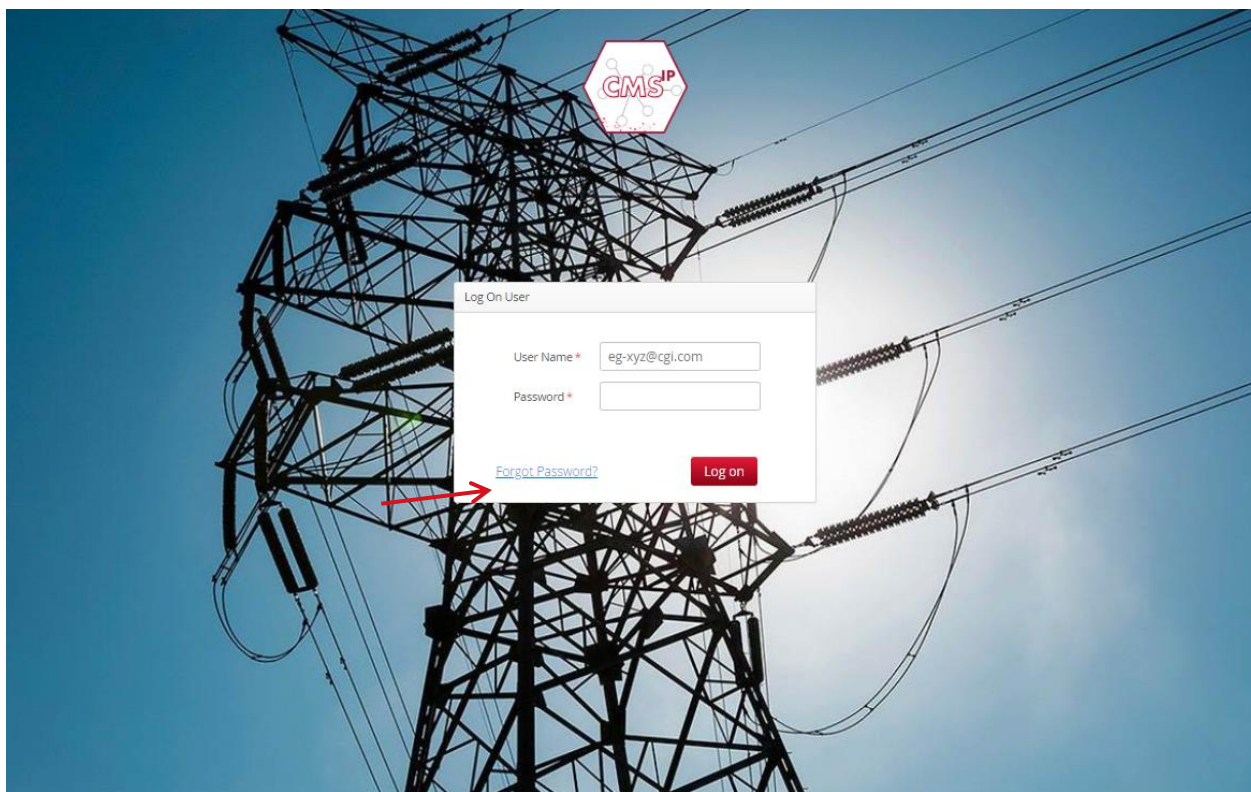 CMS IP
Log On User
User Name *
eg-xyz@cgi.com
Password *
Forgot Password?
Log on